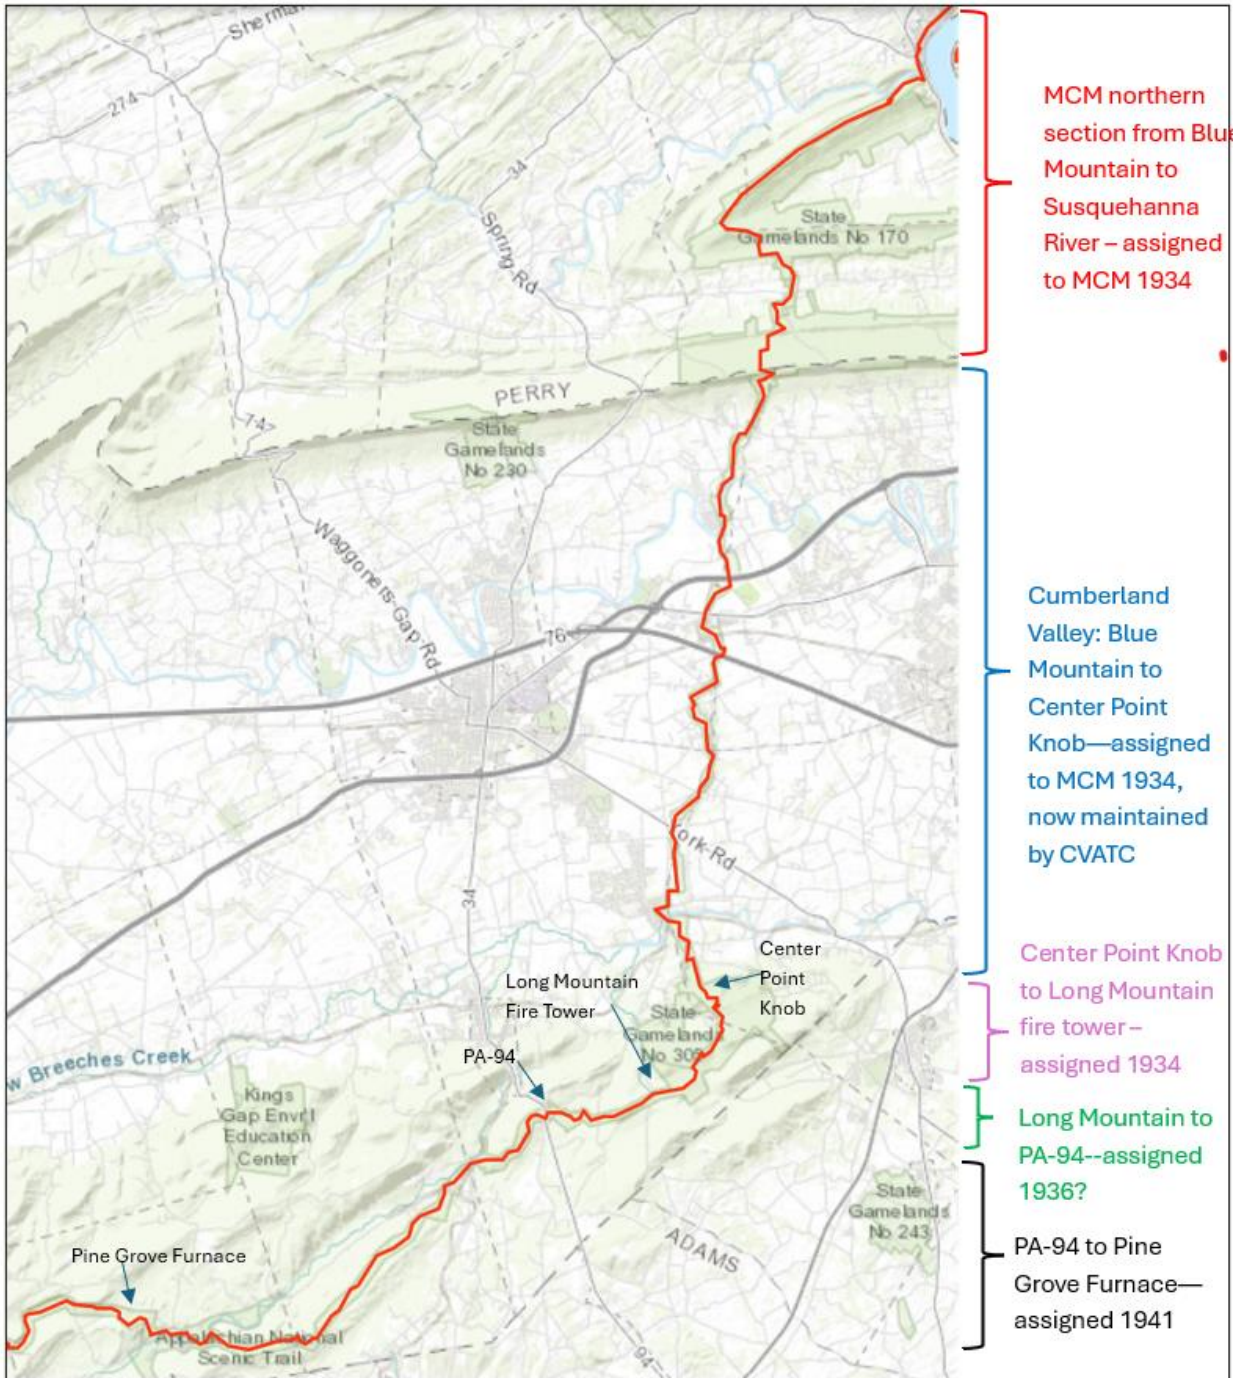 Sherma
274
34
Spring-Rd
State
Gamelands No 170
PERRY
747
State
Gamelands
No 230
Waggoners-Gap Rd
76
York-Rd
34
Center
Point
Knob
Long Mountain
Fire Tower
State
Gamelands
No 305
PA-94
w Breeches Creek
Kings
Gap Envr'l
Education
Center
State
Gamelands
No 243
ADAMS
Pine Grove Furnace
Appalachian National
Scenic Trail
94
MCM northern
section from Blue
Mountain to
Susquehanna
River – assigned
to MCM 1934
Cumberland
Valley: Blue
Mountain to
Center Point
Knob—assigned
to MCM 1934,
now maintained
by CVATC
Center Point Knob
to Long Mountain
fire tower –
assigned 1934
Long Mountain to
PA-94--assigned
1936?
PA-94 to Pine
Grove Furnace—
assigned 1941